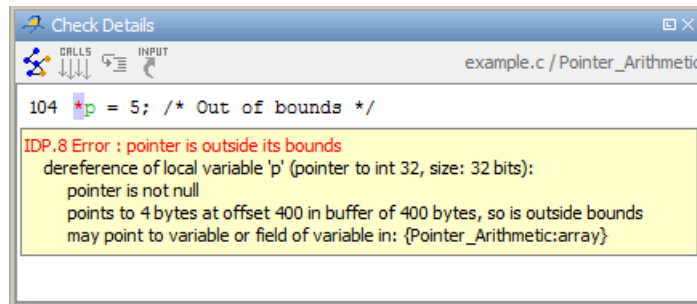 Check Details
CALLS
INPUT
example.c / Pointer_Arithmetic
104 *p = 5; /* Out of bounds */
IDP.8 Error : pointer is outside its bounds
dereference of local variable 'p' (pointer to int 32, size: 32 bits):
pointer is not null
points to 4 bytes at offset 400 in buffer of 400 bytes, so is outside bounds
may point to variable or field of variable in: {Pointer_Arithmetic:array}